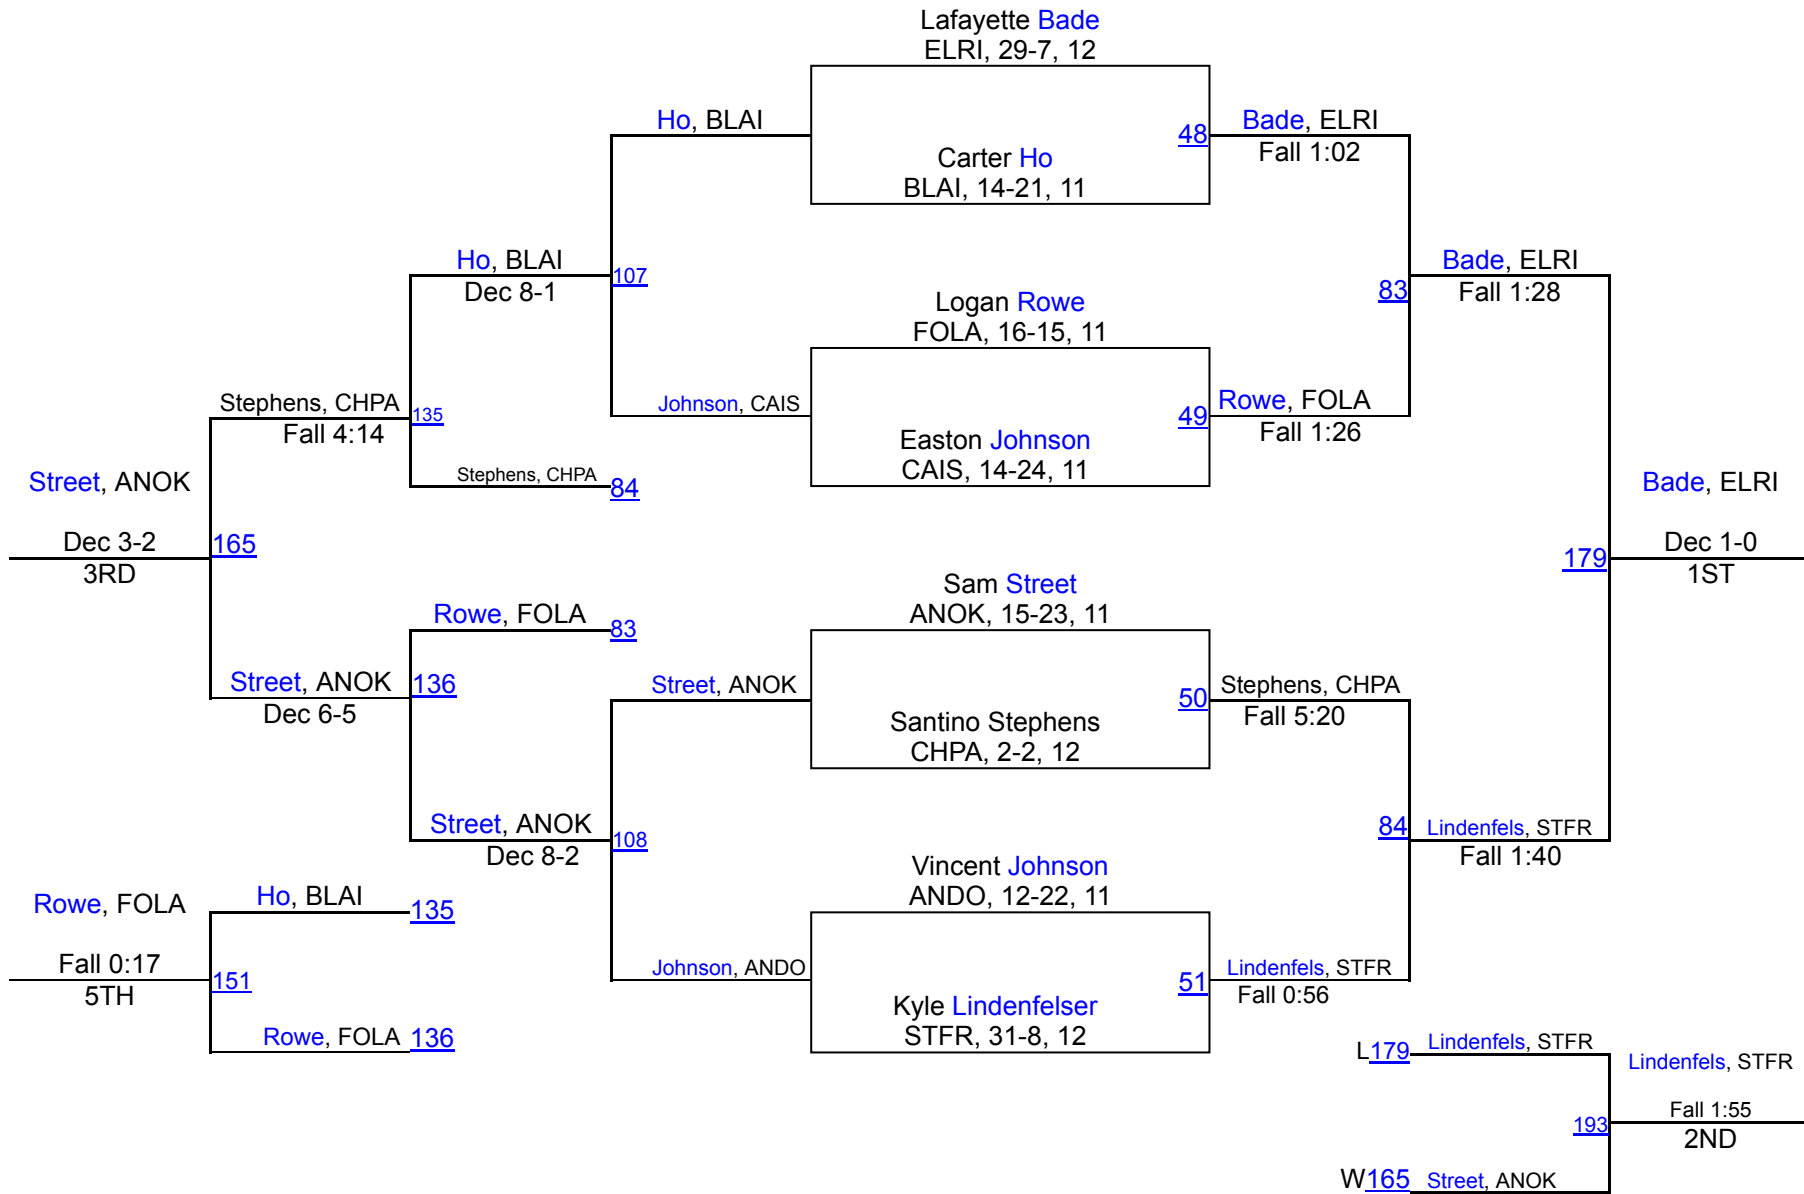 Lafayette Bade
ELRI, 29-7, 12
Ho, BLAI
48
Bade, ELRI
Fall 1:02
Carter Ho
BLAI, 14-21, 11
Ho, BLAI
Dec 8-1
107
Bade, ELRI
Fall 1:28
83
Logan Rowe
FOLA, 16-15, 11
Stephens, CHPA
Fall 4:14
135
Johnson, CAIS
49
Rowe, FOLA
Fall 1:26
Easton Johnson
CAIS, 14-24, 11
Stephens, CHPA
84
Street, ANOK
Dec 3-2
3RD
165
Bade, ELRI
Dec 1-0
1ST
179
Sam Street
ANOK, 15-23, 11
Rowe, FOLA
83
Street, ANOK
Dec 6-5
136
Street, ANOK
50
Stephens, CHPA
Fall 5:20
Santino Stephens
CHPA, 2-2, 12
Street, ANOK
Dec 8-2
108
84
Lindenfels, STFR
Fall 1:40
Vincent Johnson
ANDO, 12-22, 11
Rowe, FOLA
Fall 0:17
5TH
Ho, BLAI
135
151
Rowe, FOLA
136
Johnson, ANDO
51
Lindenfels, STFR
Fall 0:56
Kyle Lindenfelser
STFR, 31-8, 12
L179
Lindenfels, STFR
Lindenfels, STFR
Fall 1:55
2ND
193
W165
Street, ANOK